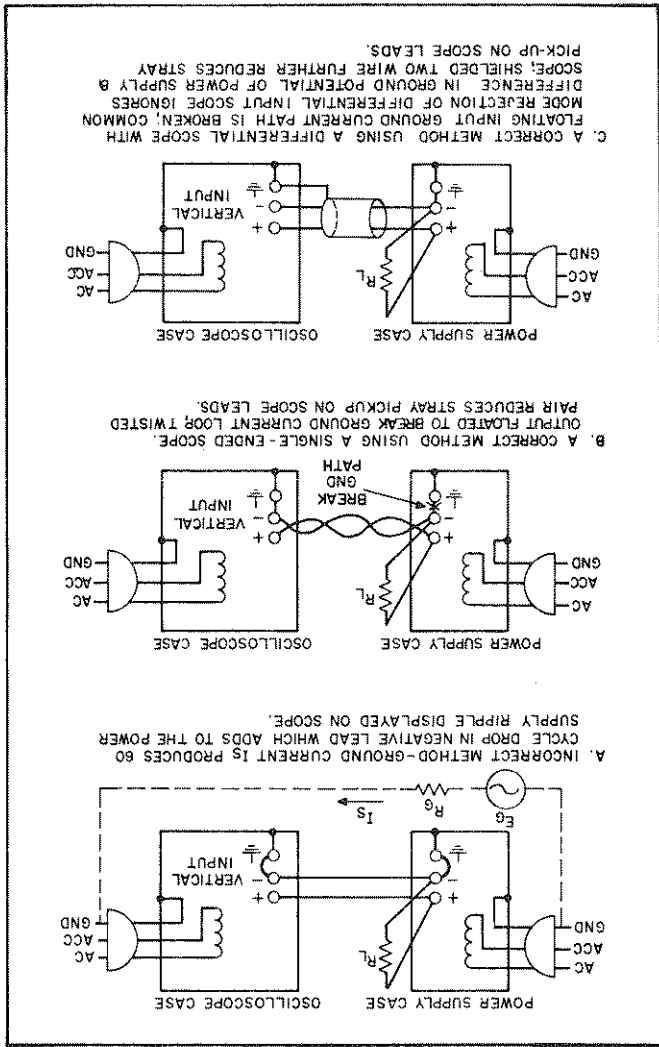 POWER SUPPLY CASE OSCILLOSCOPE CASE
AC AC
ACC ACC
GND GND
RL
+ +
- - VERTICAL
INPUT
EG RG IS
A. INCORRECT METHOD-GROUND CURRENT IS PRODUCES 60
CYCLE DROP IN NEGATIVE LEAD WHICH ADDS TO THE POWER
SUPPLY RIPPLE DISPLAYED ON SCOPE.
POWER SUPPLY CASE OSCILLOSCOPE CASE
AC AC
ACC ACC
GND GND
RL
+ +
- - VERTICAL
INPUT
BREAK
GND
PATH
B. A CORRECT METHOD USING A SINGLE-ENDED SCOPE.
OUTPUT FLOATED TO BREAK GROUND CURRENT LOOP, TWISTED
PAIR REDUCES STRAY PICKUP ON SCOPE LEADS.
POWER SUPPLY CASE OSCILLOSCOPE CASE
AC AC
ACC ACC
GND GND
RL
+ +
- - VERTICAL
INPUT
C. A CORRECT METHOD USING A DIFFERENTIAL SCOPE WITH
FLOATING INPUT GROUND CURRENT PATH IS BROKEN; COMMON
MODE REJECTION OF DIFFERENTIAL INPUT SCOPE IGNORES
DIFFERENCE IN GROUND POTENTIAL OF POWER SUPPLY &
SCOPE; SHIELDED TWO WIRE FURTHER REDUCES STRAY
PICK-UP ON SCOPE LEADS.